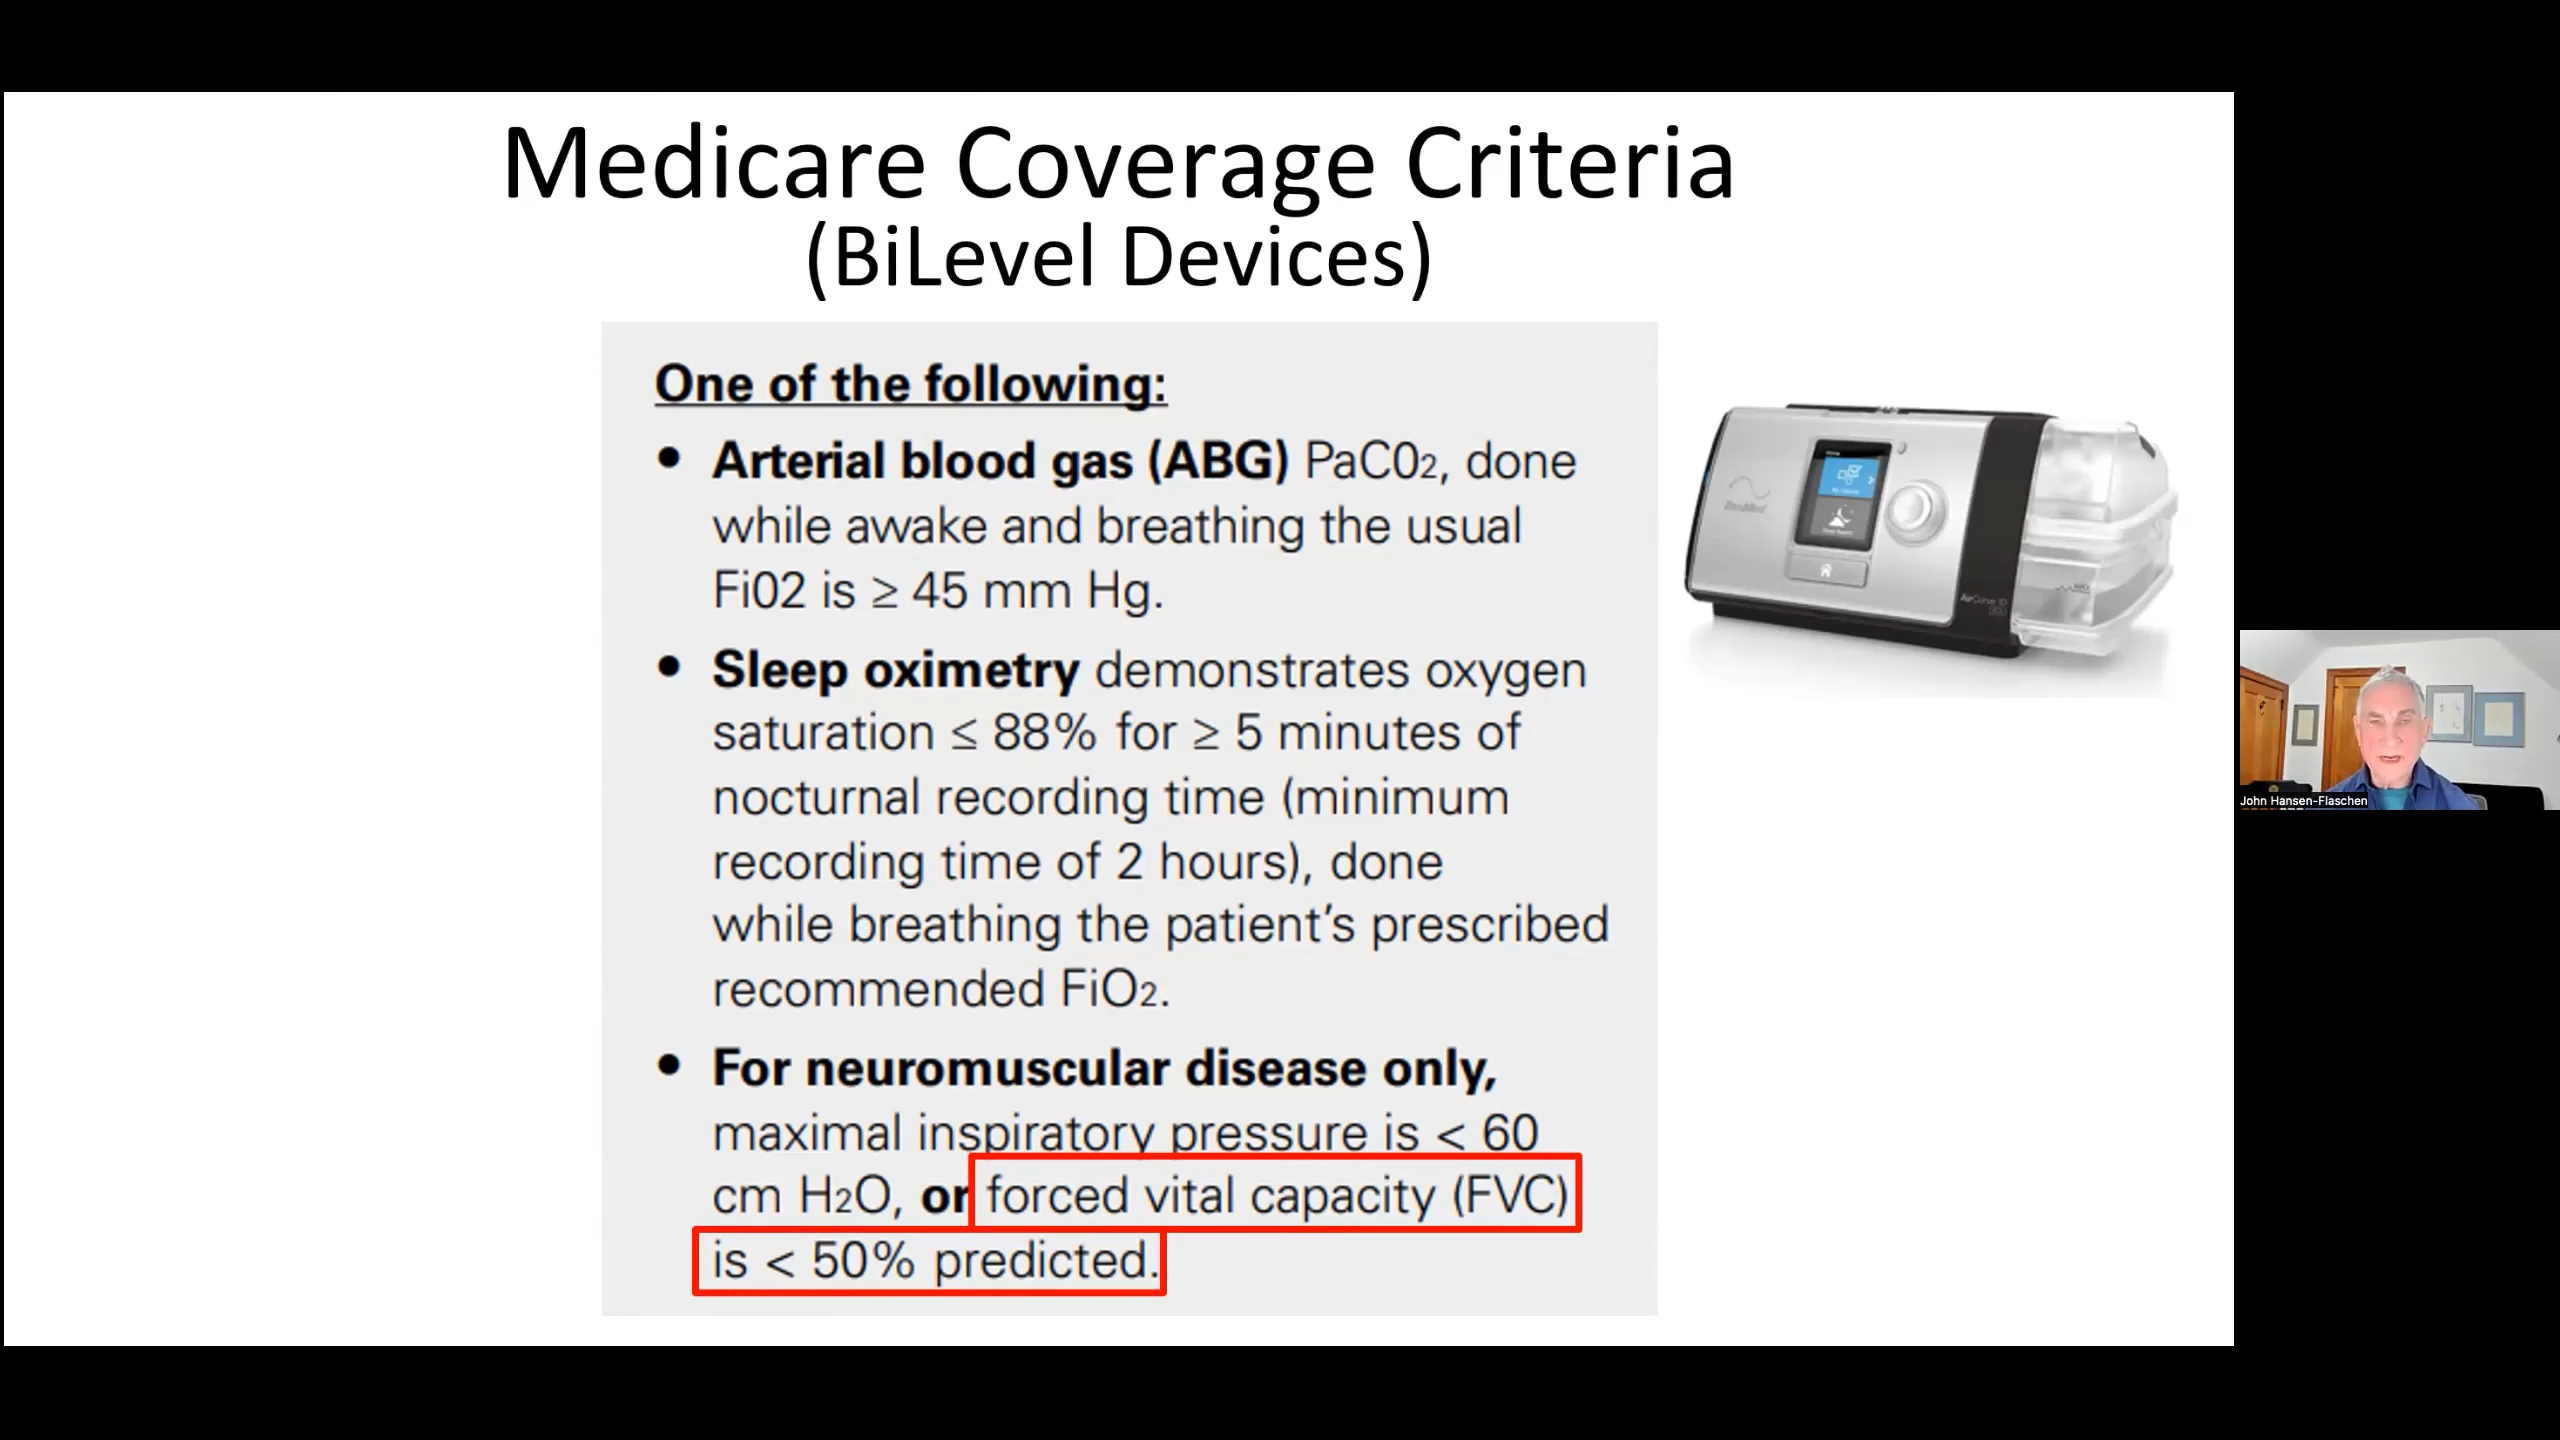 Medicare Coverage Criteria
(BiLevel Devices)
One of the following:
• Arterial blood gas (ABG) PaC02, done
while awake and breathing the usual
Fi02 is ≥ 45 mm Hg.
• Sleep oximetry demonstrates oxygen
saturation ≤ 88% for ≥ 5 minutes of
nocturnal recording time (minimum
recording time of 2 hours), done
while breathing the patient’s prescribed
recommended FiO2.
• For neuromuscular disease only,
maximal inspiratory pressure is < 60
cm H2O, or forced vital capacity (FVC)
is < 50% predicted.
ResMed
AirCurve 10
John Hansen-Flaschen